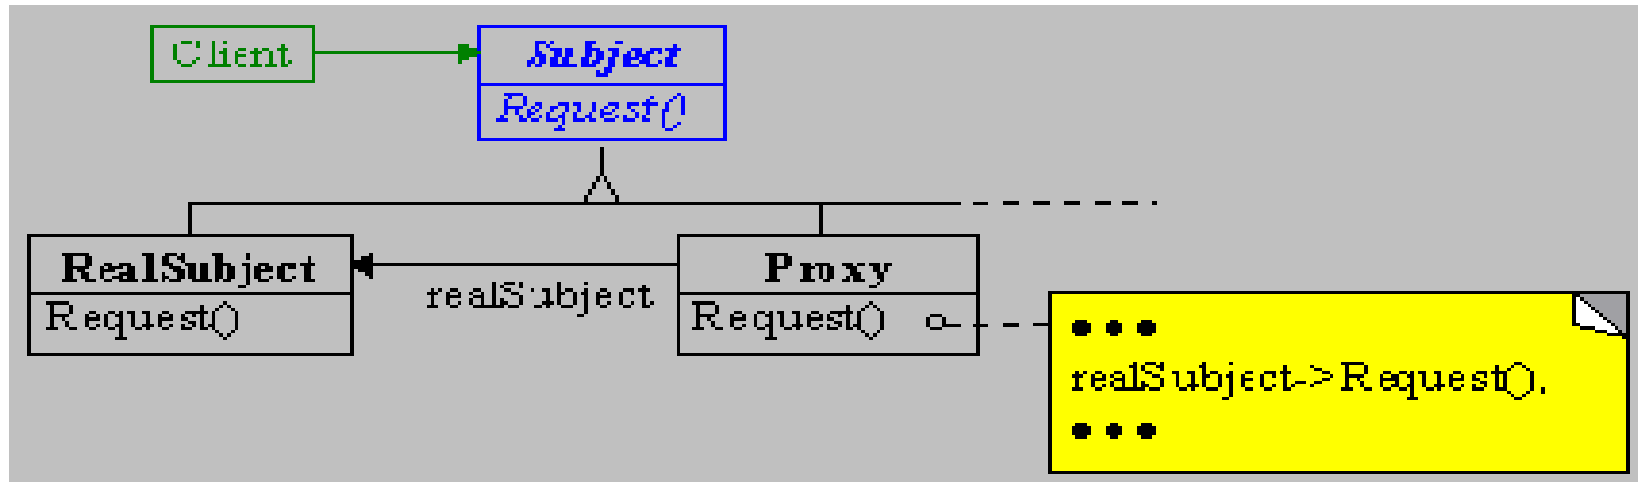 Client
Subject
Request()
RealSubject
Request()
realSubject
Proxy
Request()
• • •
realSubject->Request();
• • •